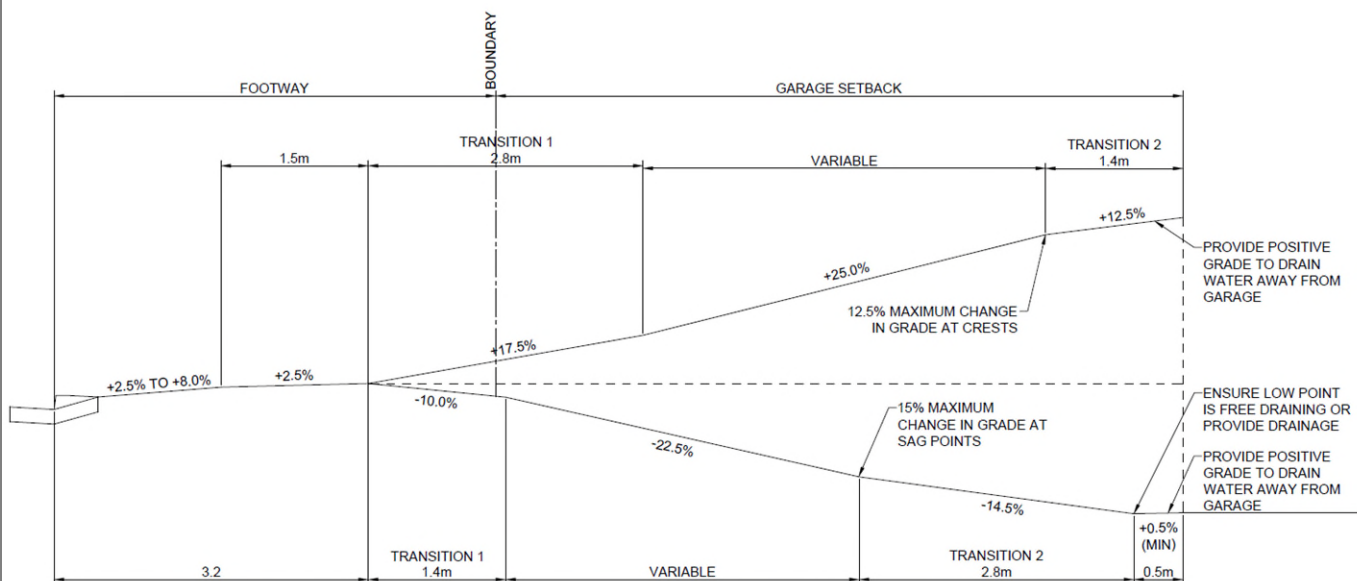 BOUNDARY
FOOTWAY
GARAGE SETBACK
TRANSITION 1
1.5m
2.8m
VARIABLE
TRANSITION 2
1.4m
+12.5%
PROVIDE POSITIVE
GRADE TO DRAIN
WATER AWAY FROM
GARAGE
+25.0%
12.5% MAXIMUM CHANGE
IN GRADE AT CRESTS
+17.5%
+2.5% TO +8.0%
+2.5%
-10.0%
15% MAXIMUM
CHANGE IN GRADE AT
SAG POINTS
ENSURE LOW POINT
IS FREE DRAINING OR
PROVIDE DRAINAGE
-22.5%
PROVIDE POSITIVE
GRADE TO DRAIN
WATER AWAY FROM
GARAGE
-14.5%
+0.5%
(MIN)
3.2
TRANSITION 1
1.4m
VARIABLE
TRANSITION 2
2.8m
0.5m